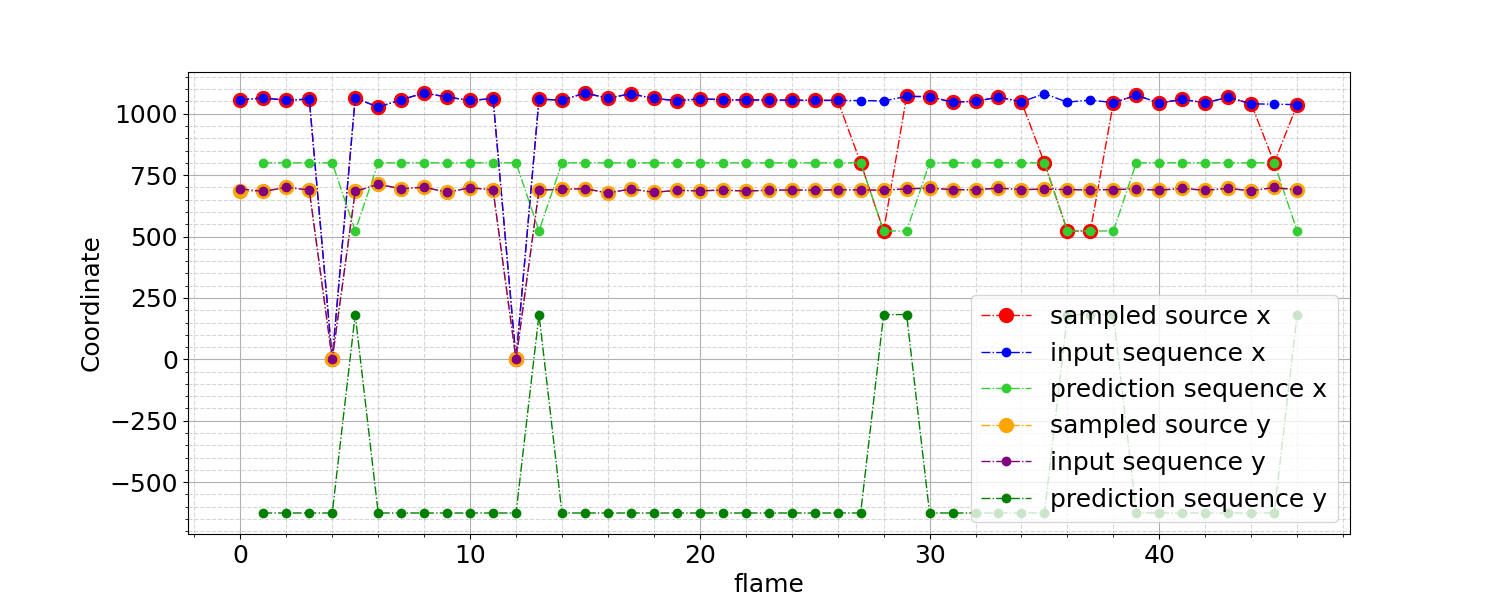 1000
750
500
250
0
−250
−500
Coordinate
0
10
20
30
40
flame
sampled source x
input sequence x
prediction sequence x
sampled source y
input sequence y
prediction sequence y